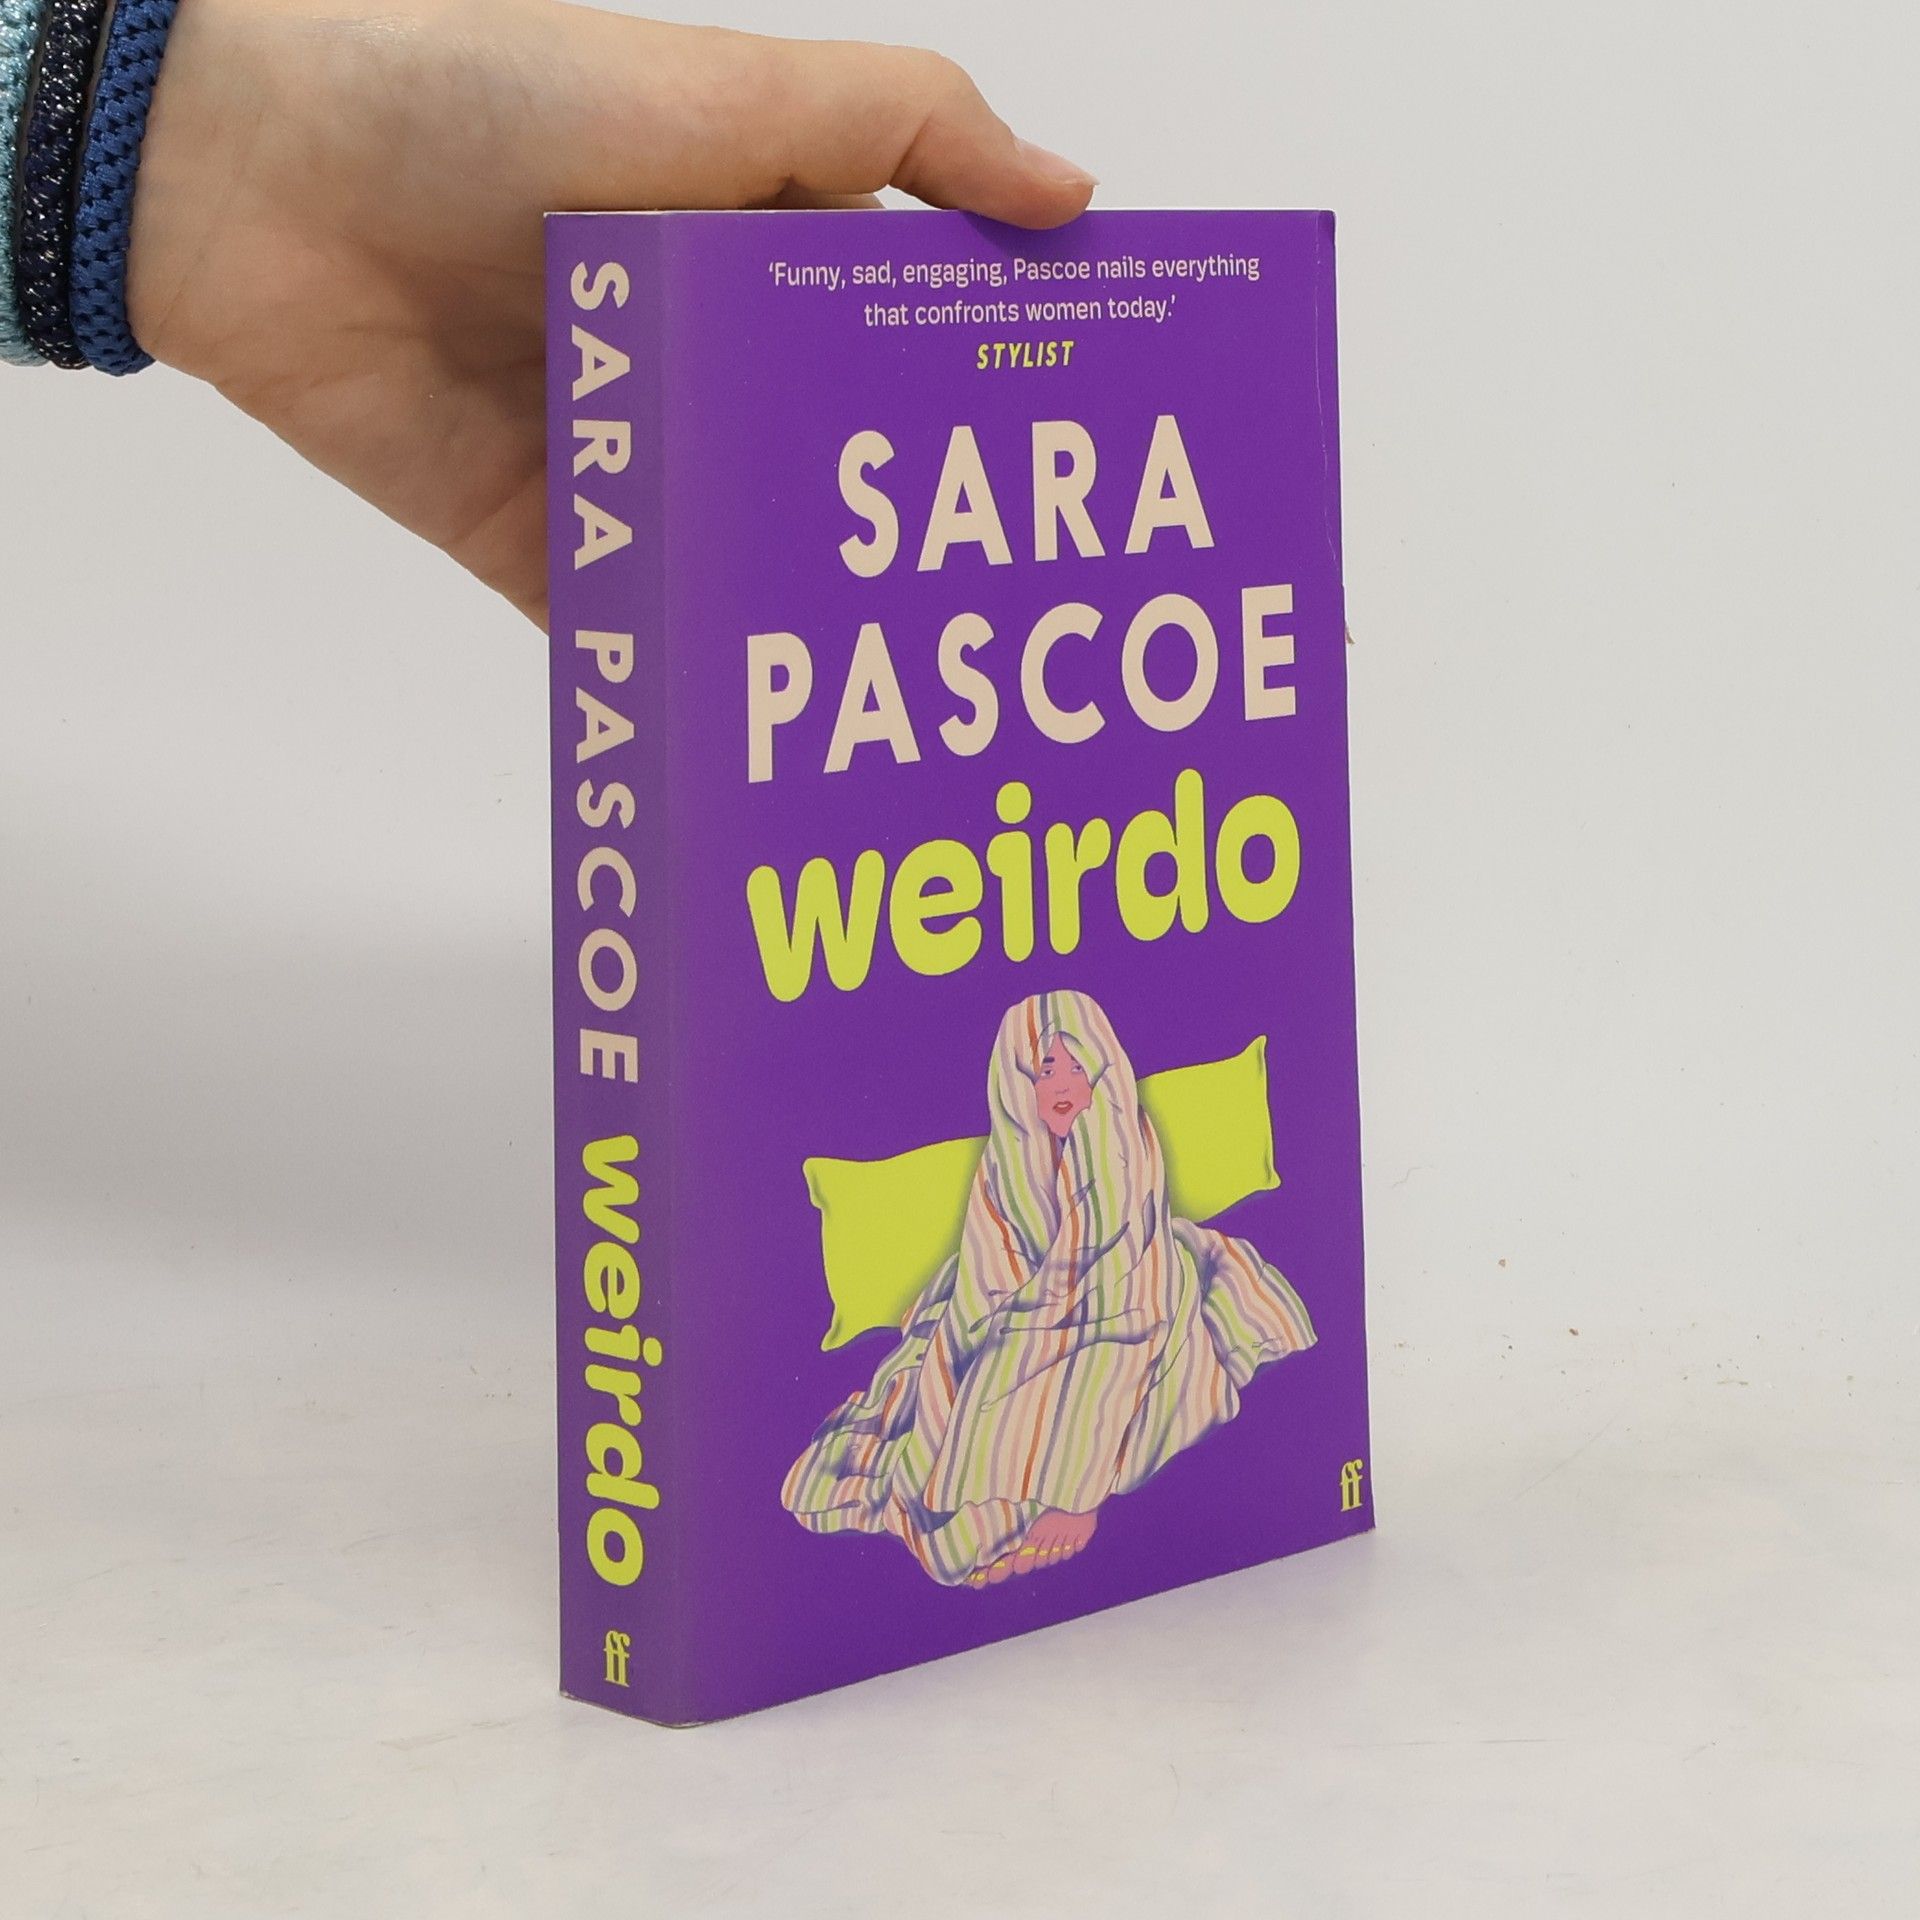 SARA PASCOE weirdo ff
'Funny, sad, engaging, Pascoe nails everything
that confronts women today.'
STYLIST
SARA
PASCOE
weirdo
ff